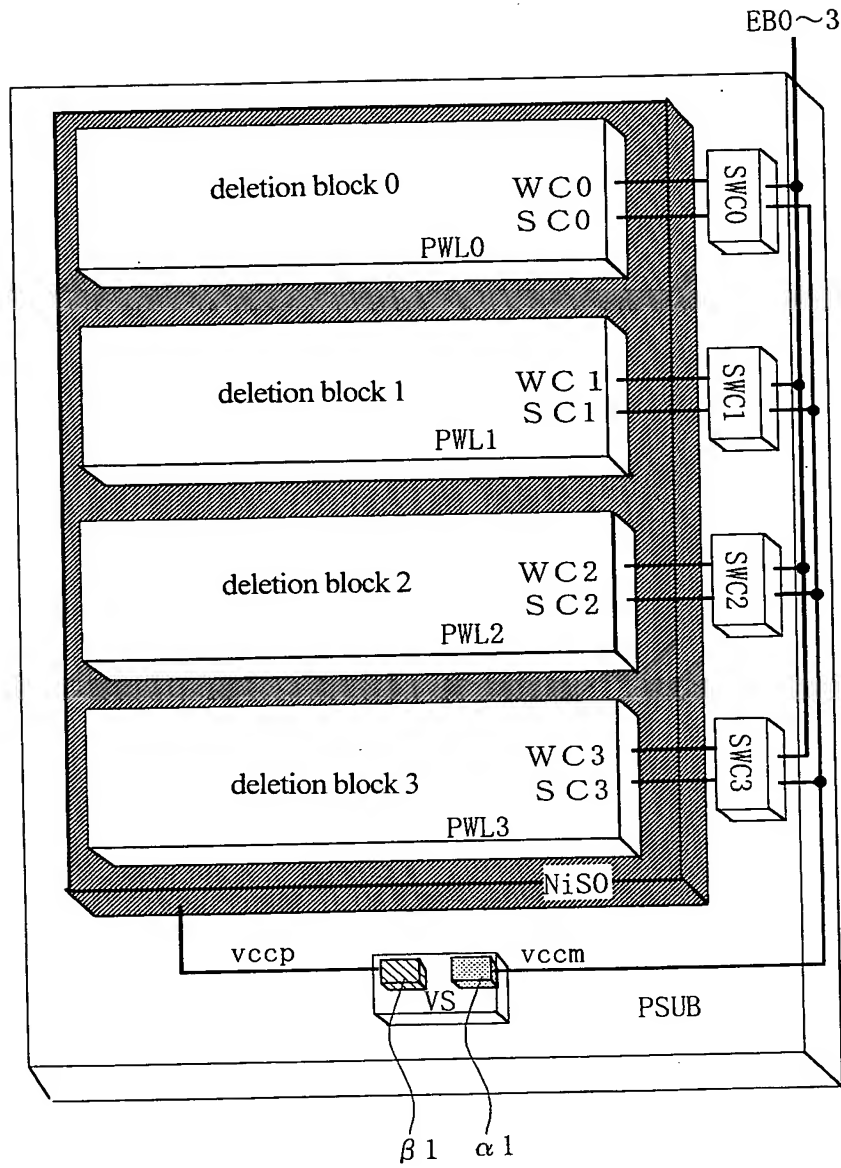 EB0～3
deletion block 0
WC0
SC0
PWL0
SWC0
deletion block 1
WC1
SC1
PWL1
SWC1
deletion block 2
WC2
SC2
PWL2
SWC2
deletion block 3
WC3
SC3
PWL3
SWC3
NiSO
vccp
vccm
VS
PSUB
β1
α1